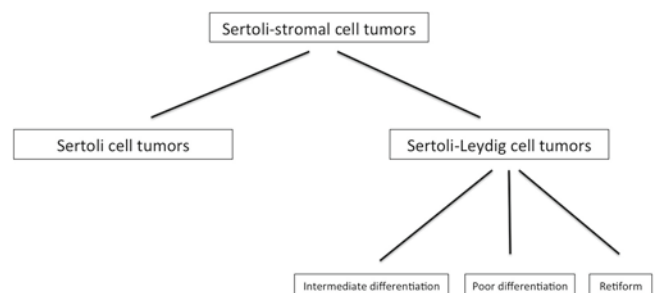 Sertoli-stromal cell tumors
Sertoli cell tumors
Sertoli-Leydig cell tumors
Intermediate differentiation
Poor differentiation
Retiform